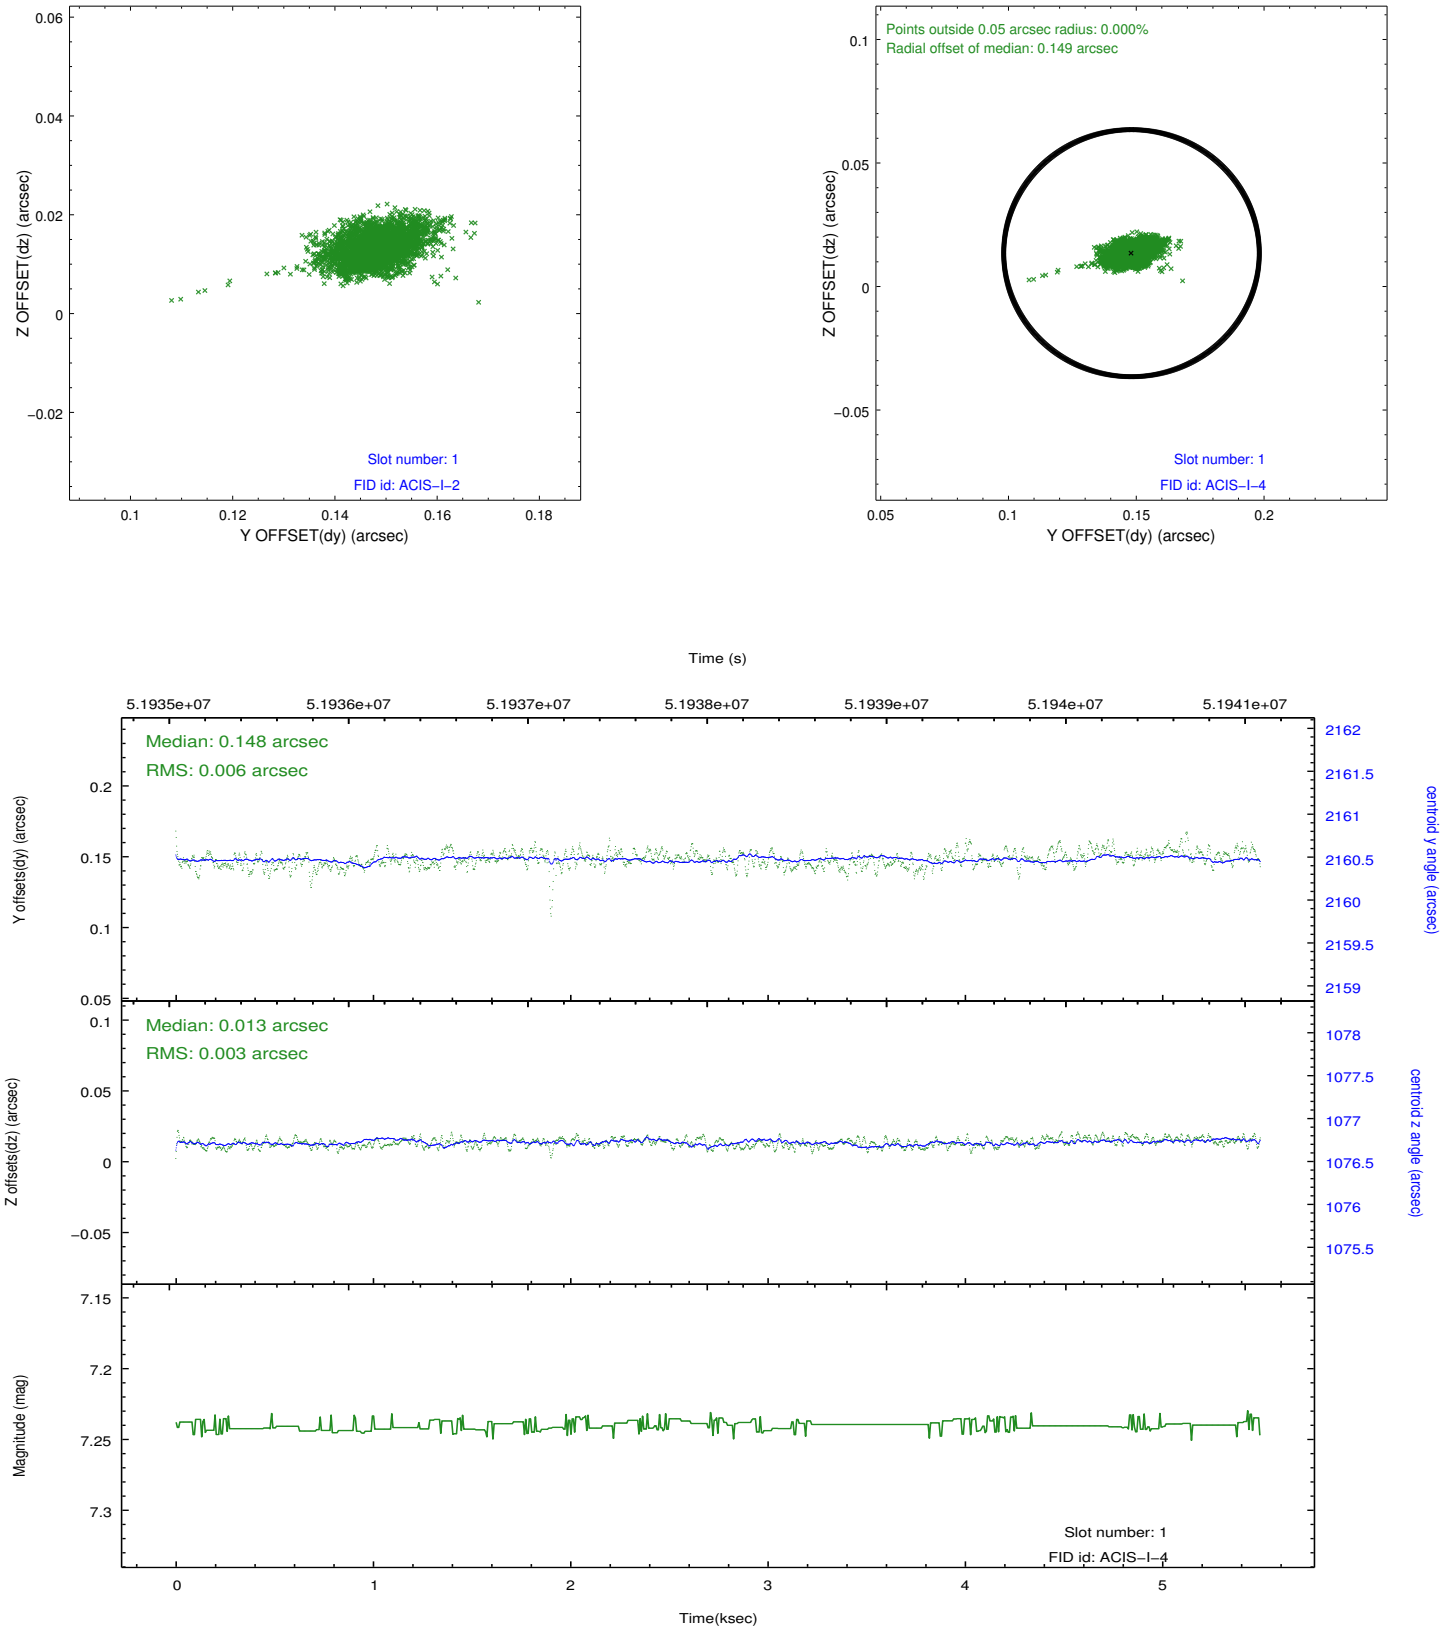 0.06
0.04
0.02
0
−0.02
Z OFFSET(dz) (arcsec)
Slot number: 1
FID id: ACIS−I−2
0.1 0.12 0.14 0.16 0.18
Y OFFSET(dy) (arcsec)
Points outside 0.05 arcsec radius: 0.000%
Radial offset of median: 0.149 arcsec
0.1
0.05
0
−0.05
Z OFFSET(dz) (arcsec)
Slot number: 1
FID id: ACIS−I−4
0.05 0.1 0.15 0.2
Y OFFSET(dy) (arcsec)
Time (s)
5.1935e+07 5.1936e+07 5.1937e+07 5.1938e+07 5.1939e+07 5.194e+07 5.1941e+07
Median: 0.148 arcsec
RMS: 0.006 arcsec
0.2
0.15
0.1
0.05
Y offsets(dy) (arcsec)
2162
2161.5
2161
2160.5
2160
2159.5
2159
centroid y angle (arcsec)
Median: 0.013 arcsec
RMS: 0.003 arcsec
0.1
0.05
0
−0.05
Z offsets(dz) (arcsec)
1078
1077.5
1077
1076.5
1076
1075.5
centroid z angle (arcsec)
7.15
7.2
7.25
7.3
Magnitude (mag)
Slot number: 1
FID id: ACIS−I−4
0 1 2 3 4 5
Time(ksec)